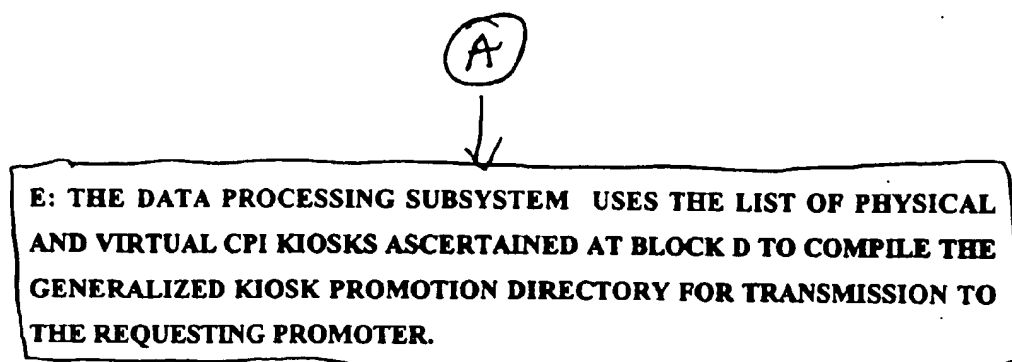 A
E: THE DATA PROCESSING SUBSYSTEM USES THE LIST OF PHYSICAL
AND VIRTUAL CPI KIOSKS ASCERTAINED AT BLOCK D TO COMPILE THE
GENERALIZED KIOSK PROMOTION DIRECTORY FOR TRANSMISSION TO
THE REQUESTING PROMOTER.